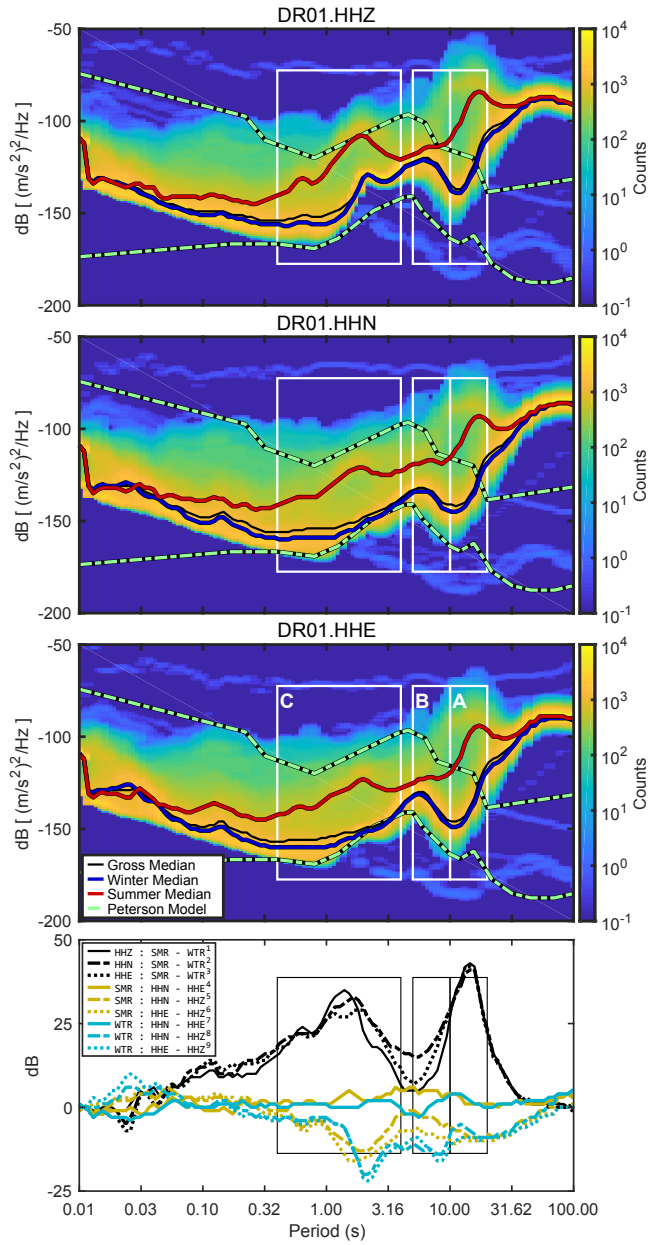 DR01.HHZ
-50
-100
-150
-200
dB [ (m/s²)²/Hz ]
10⁴
10³
10²
10¹
10⁰
10⁻¹
Counts
DR01.HHN
-50
-100
-150
-200
dB [ (m/s²)²/Hz ]
10⁴
10³
10²
10¹
10⁰
10⁻¹
Counts
DR01.HHE
-50
-100
-150
-200
dB [ (m/s²)²/Hz ]
C
B
A
Gross Median
Winter Median
Summer Median
Peterson Model
10⁴
10³
10²
10¹
10⁰
10⁻¹
Counts
50
25
0
-25
dB
HHZ : SMR - WTR¹
HHN : SMR - WTR²
HHE : SMR - WTR³
SMR : HHN - HHE⁴
SMR : HHN - HHZ⁵
SMR : HHE - HHZ⁶
WTR : HHN - HHE⁷
WTR : HHN - HHZ⁸
WTR : HHE - HHZ⁹
0.01 0.03 0.10 0.32 1.00 3.16 10.00 31.62 100.00
Period (s)